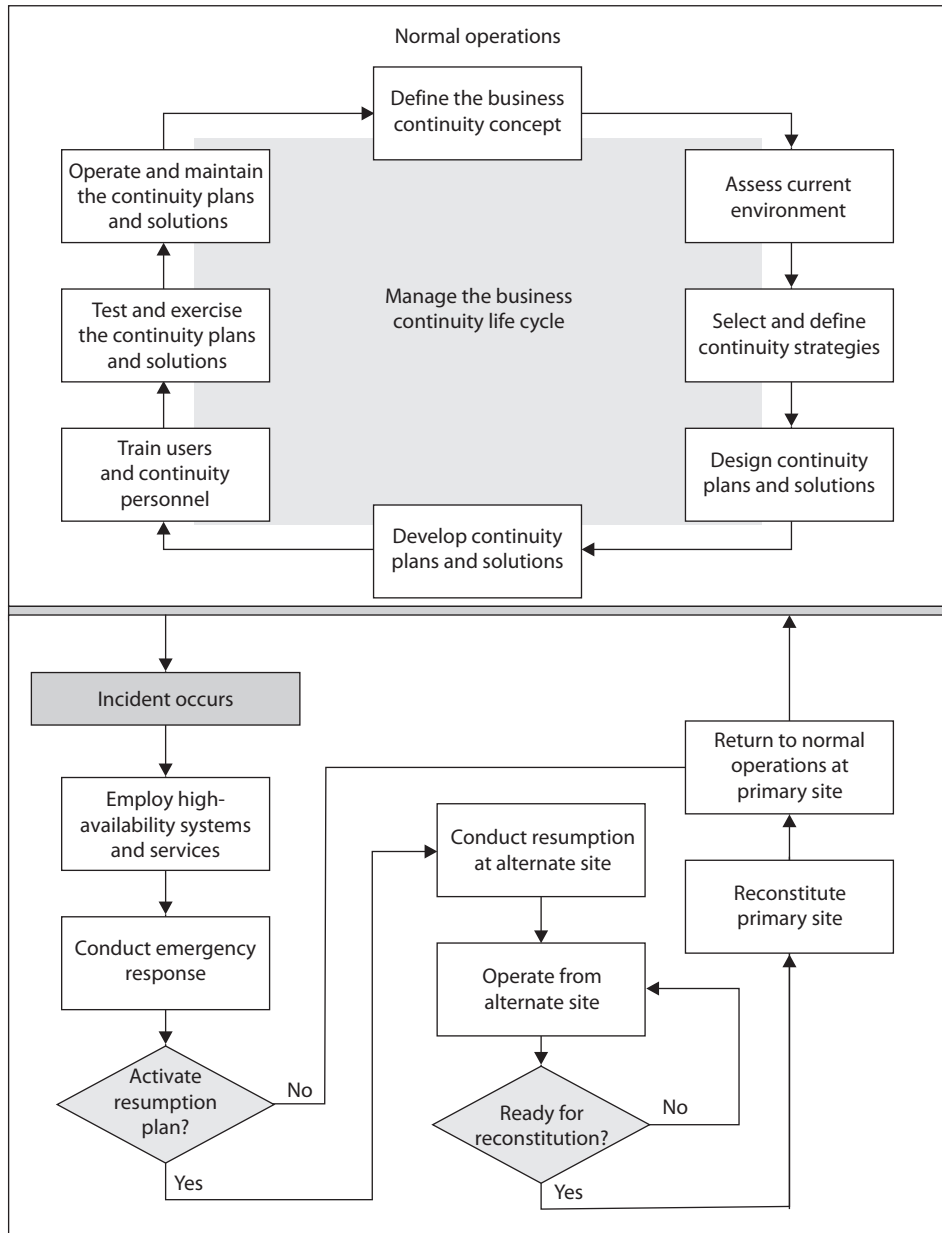 Normal operations
Define the business
continuity concept
Operate and maintain
the continuity plans
and solutions
Assess current
environment
Manage the business
continuity life cycle
Test and exercise
the continuity plans
and solutions
Select and define
continuity strategies
Train users
and continuity
personnel
Design continuity
plans and solutions
Develop continuity
plans and solutions
Incident occurs
Employ high-
availability systems
and services
Conduct emergency
response
Activate
resumption
plan?
No
Yes
Conduct resumption
at alternate site
Operate from
alternate site
Ready for
reconstitution?
No
Yes
Return to normal
operations at
primary site
Reconstitute
primary site